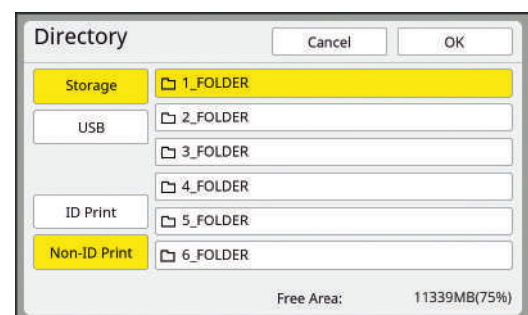 Directory Cancel OK
Storage 1_FOLDER
USB 2_FOLDER
3_FOLDER
4_FOLDER
ID Print 5_FOLDER
Non-ID Print 6_FOLDER
Free Area: 11339MB(75%)